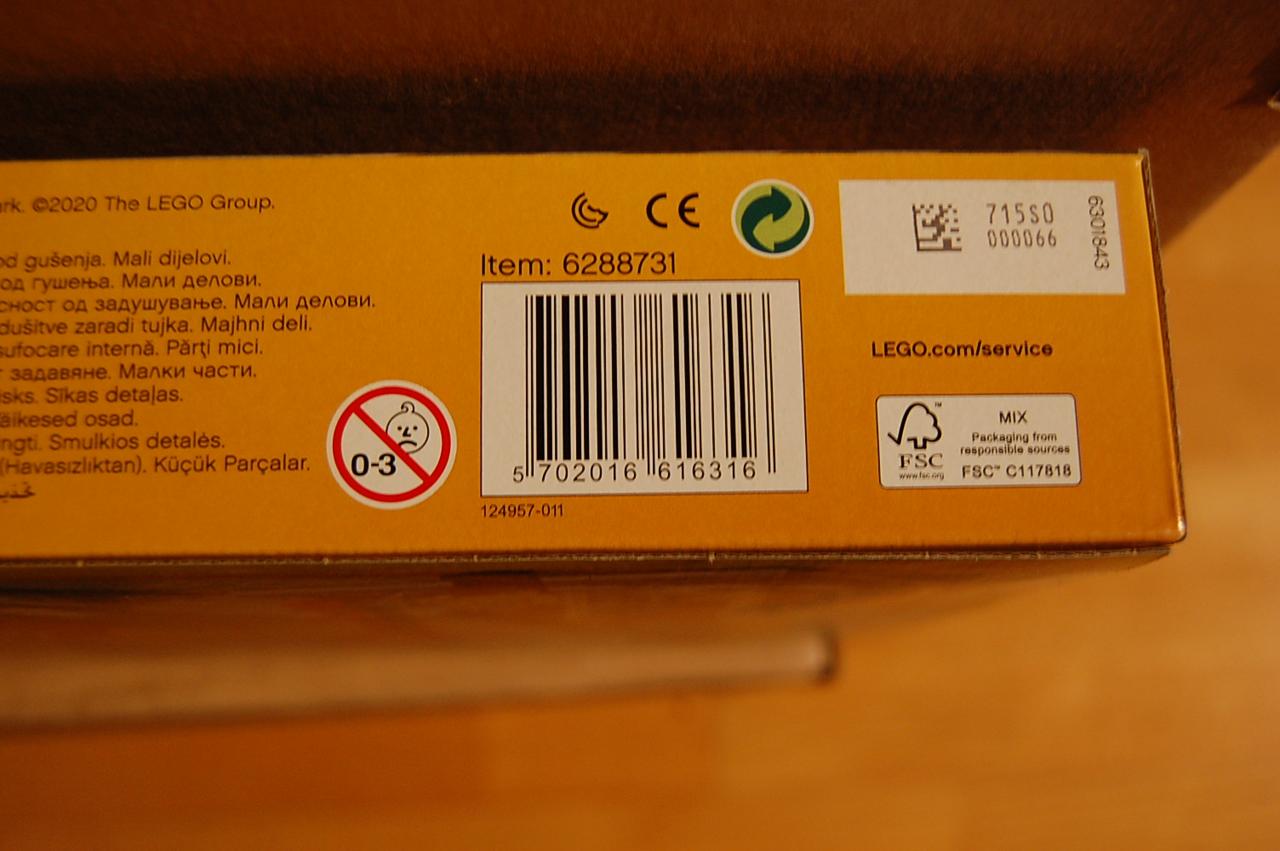 ark. ©2020 The LEGO Group.
od gušenja. Mali dijelovi.
од гушења. Мали делови.
сност од задушување. Мали делови.
dušitve zaradi tujka. Majhni deli.
sufocare internă. Părţi mici.
задавяне. Малки части.
isks. Sīkas detaļas.
äikesed osad.
ngti. Smulkios detalės.
(Havasızlıktan). Küçük Parçalar.
0-3
CE
Item: 6288731
5 702016 616316
124957-011
715S0
000066
6301843
LEGO.com/service
FSC
www.fsc.org
MIX
Packaging from
responsible sources
FSC™ C117818